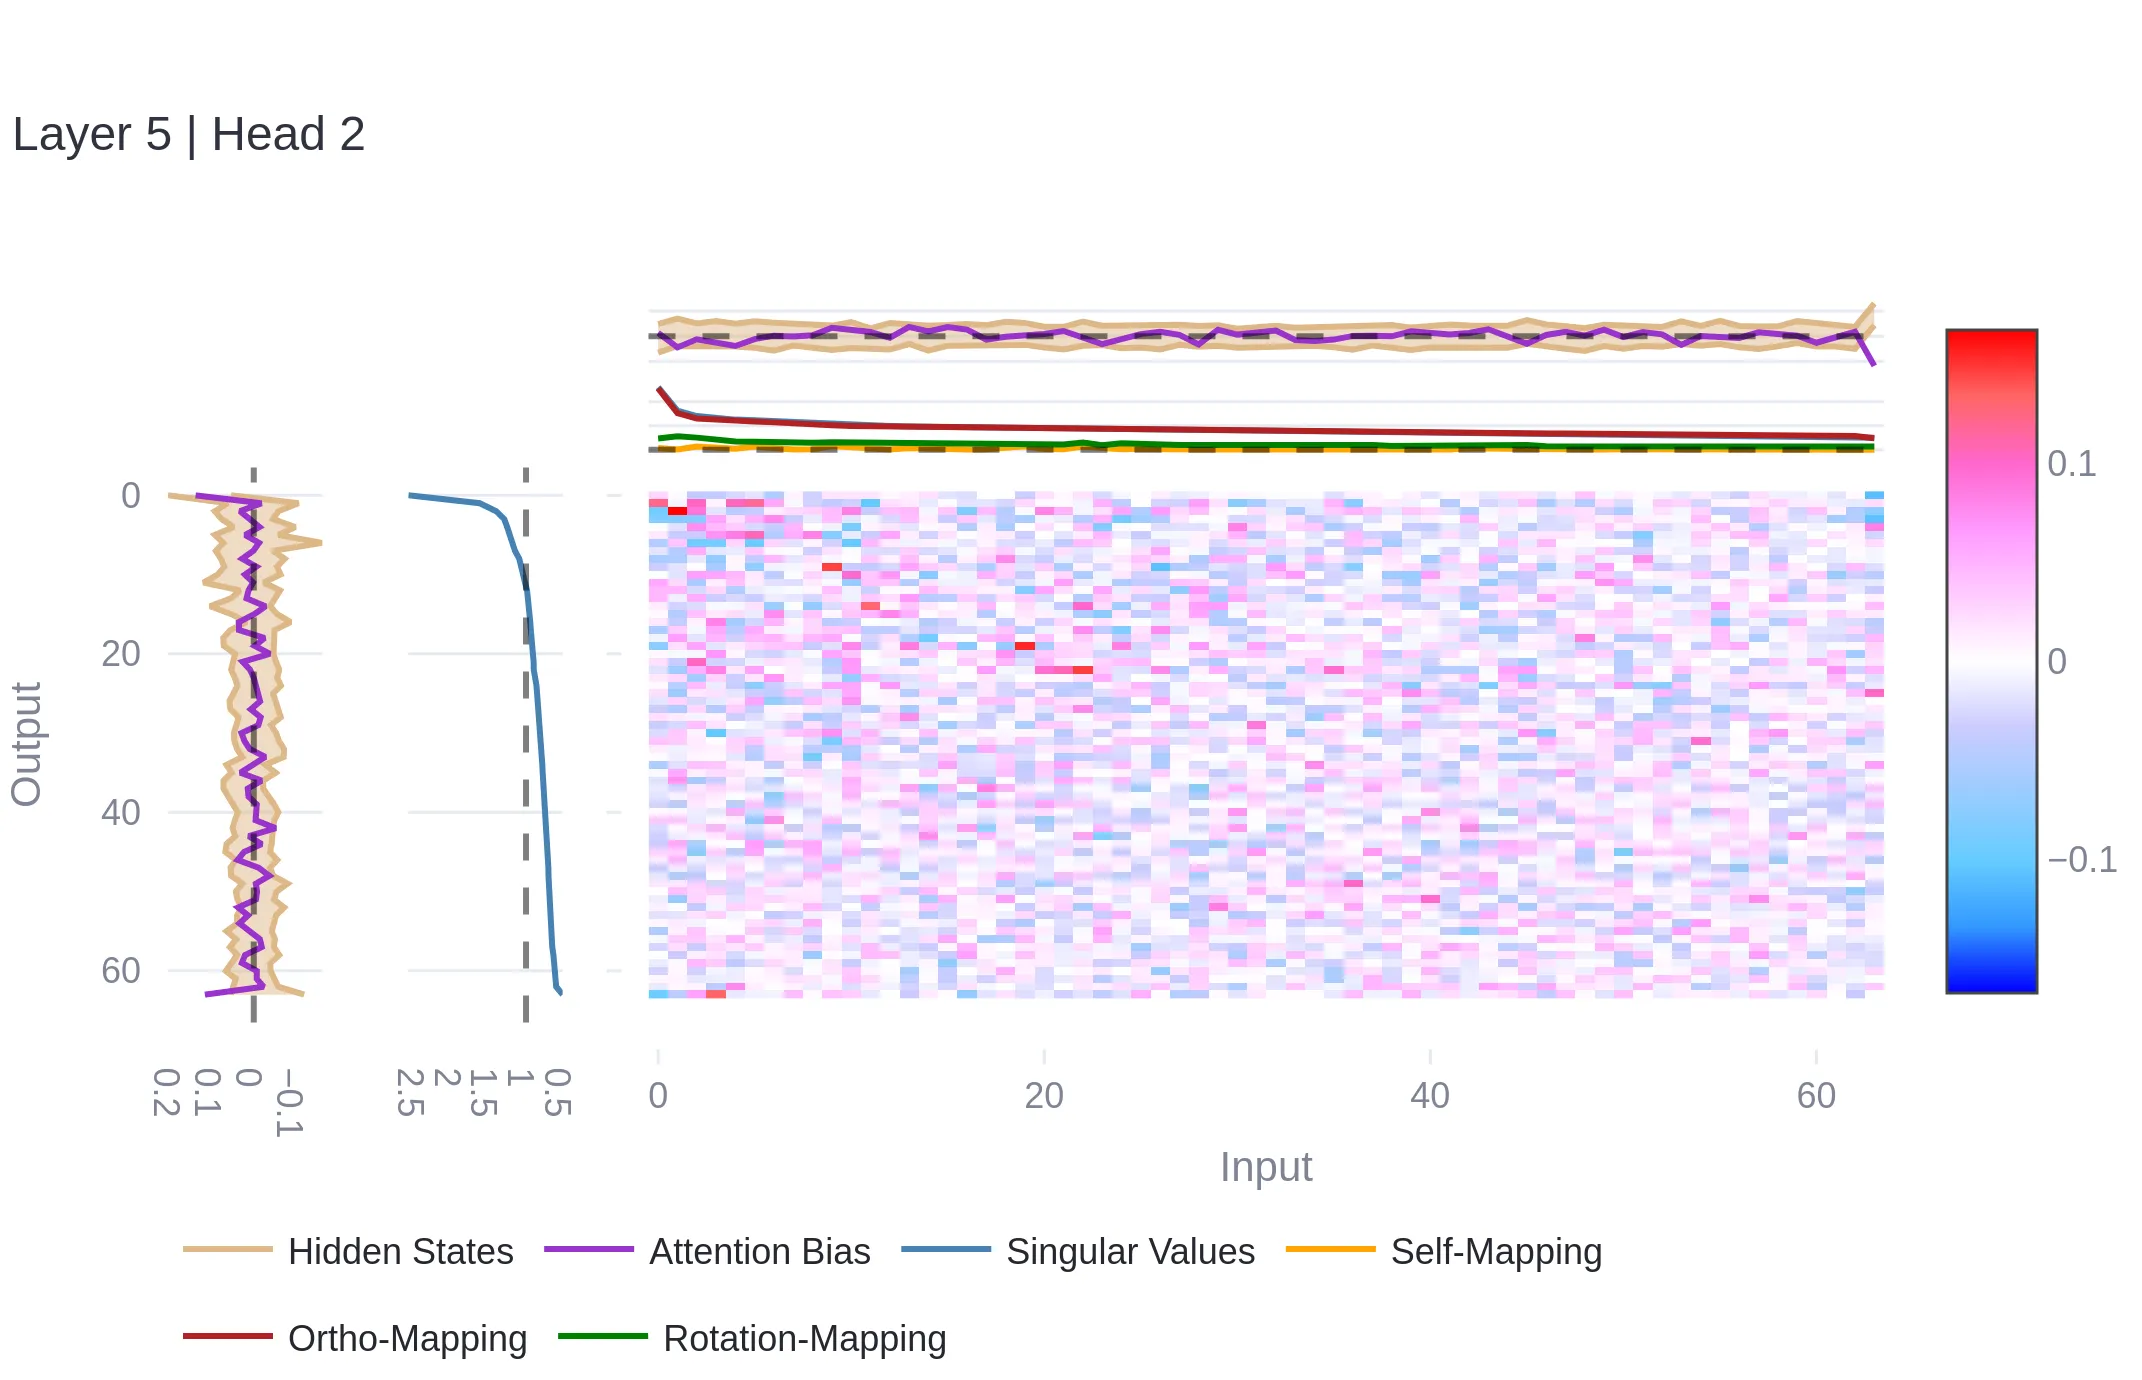 Layer 5 | Head 2
0
20
40
60
Output
0.2
0.1
0
−0.1
2.5
2
1.5
1
0.5
0
20
40
60
Input
0.1
0
−0.1
Hidden States
Attention Bias
Singular Values
Self-Mapping
Ortho-Mapping
Rotation-Mapping